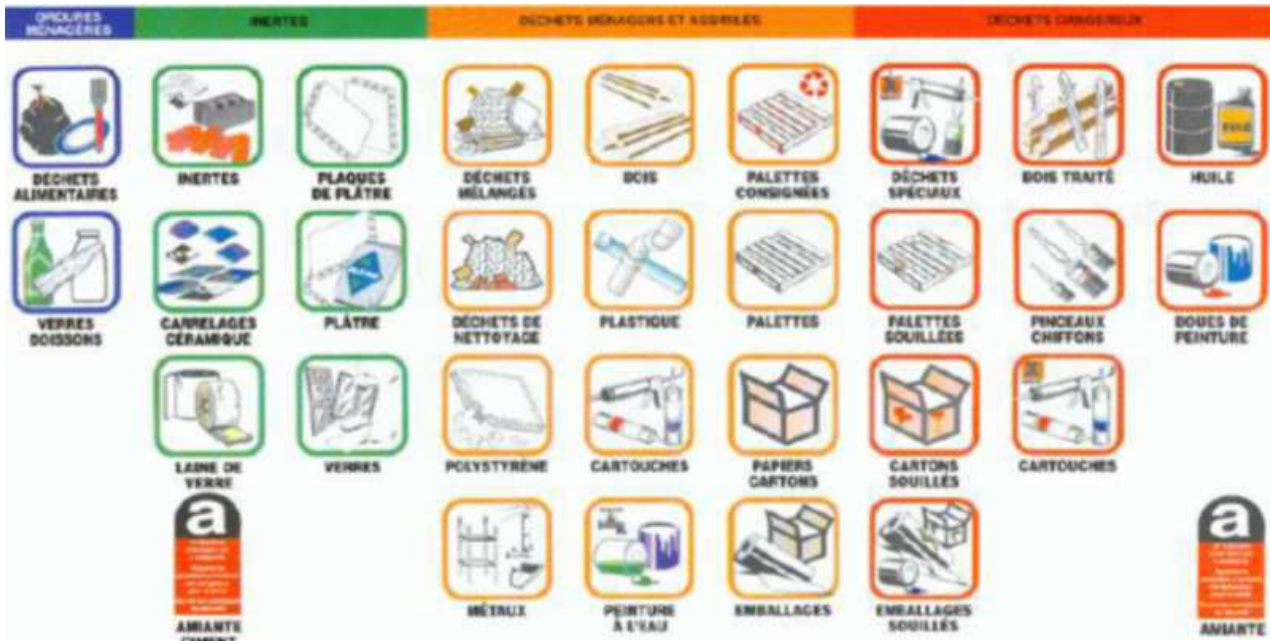 ORDURES
MÉNAGÈRES
INERTES
DÉCHETS MÉNAGERS ET ASSIMILÉS
DÉCHETS DANGEREUX
DÉCHETS
ALIMENTAIRES
INERTES
PLAQUES
DE PLÂTRE
DÉCHETS
MÉLANGÉS
BOIS
PALETTES
CONSIGNÉES
DÉCHETS
SPÉCIAUX
BOIS TRAITÉ
HUILE
VERRES
BOISSONS
CARRELAGES
CÉRAMIQUE
PLÂTRE
DÉCHETS DE
NETTOYAGE
PLASTIQUE
PALETTES
PALETTES
SOUILLÉES
PINCEAUX
CHIFFONS
BOUES DE
PEINTURE
LAINE DE
VERRE
VERRES
POLYSTYRÈNE
CARTOUCHES
PAPIERS
CARTONS
CARTONS
SOUILLÉS
CARTOUCHES
a
AMIANTE
CIMENT
MÉTAUX
PEINTURE
À L'EAU
EMBALLAGES
EMBALLAGES
SOUILLÉS
a
AMIANTE